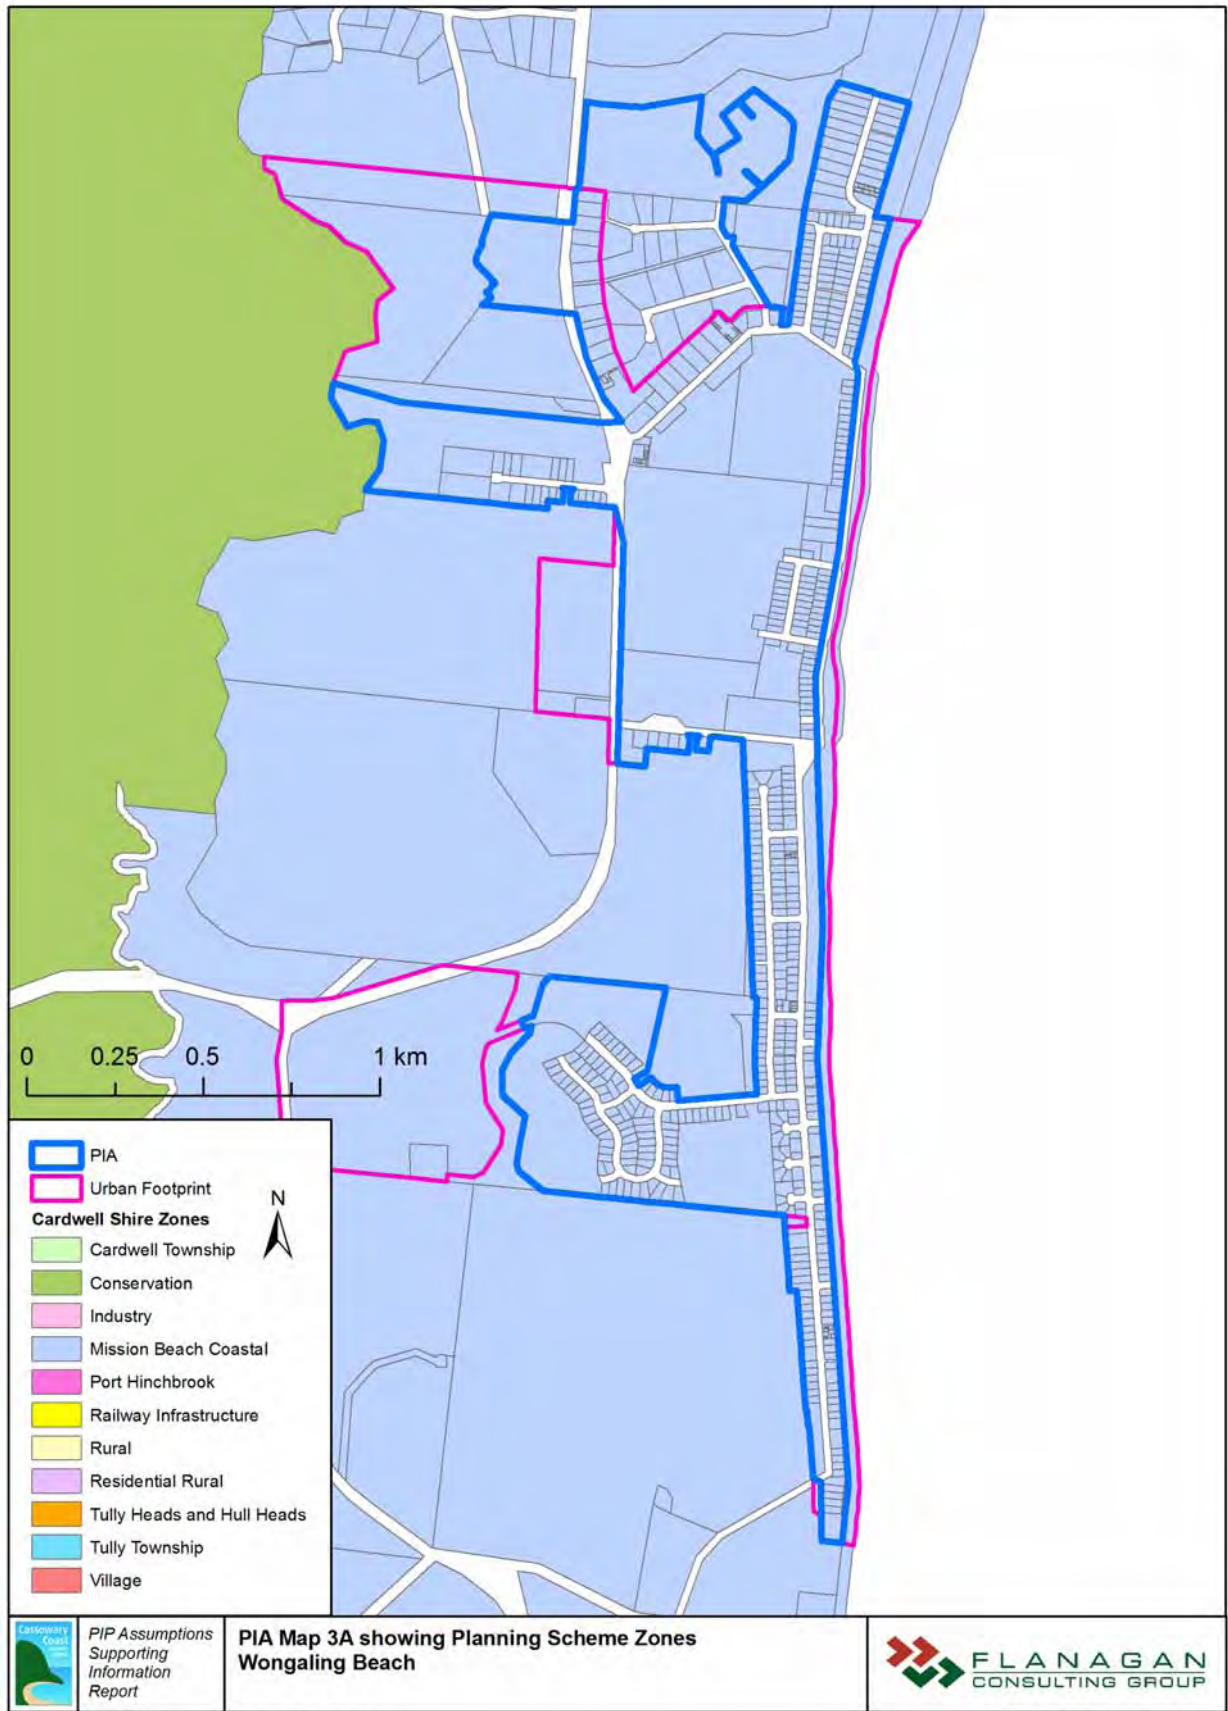 0 0.25 0.5 1 km
PIA
Urban Footprint
N
Cardwell Shire Zones
Cardwell Township
Conservation
Industry
Mission Beach Coastal
Port Hinchbrook
Railway Infrastructure
Rural
Residential Rural
Tully Heads and Hull Heads
Tully Township
Village
Cassowary
Coast
PIP Assumptions
Supporting
Information
Report
PIA Map 3A showing Planning Scheme Zones
Wongaling Beach
FLANAGAN
CONSULTING GROUP